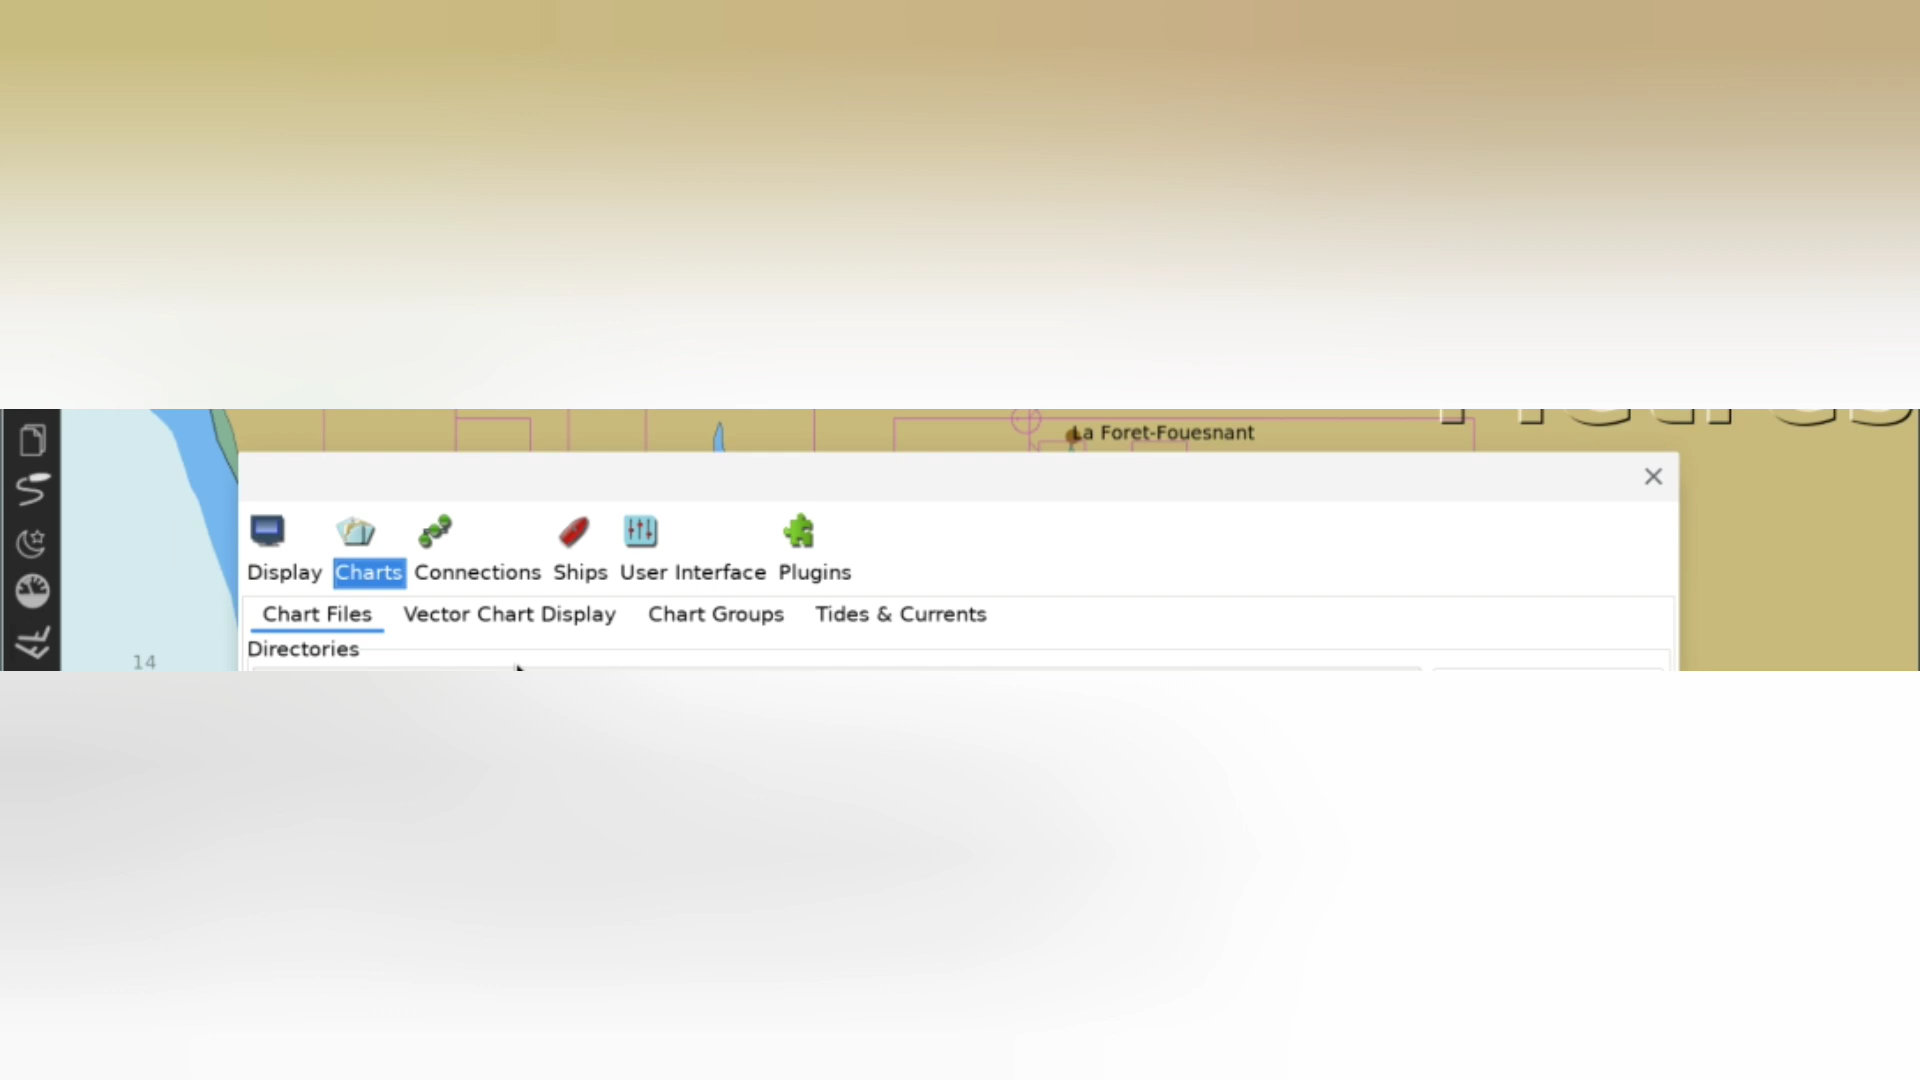 La Foret-Fouesnant
Display Charts Connections Ships User Interface Plugins
Chart Files Vector Chart Display Chart Groups Tides & Currents
Directories
14